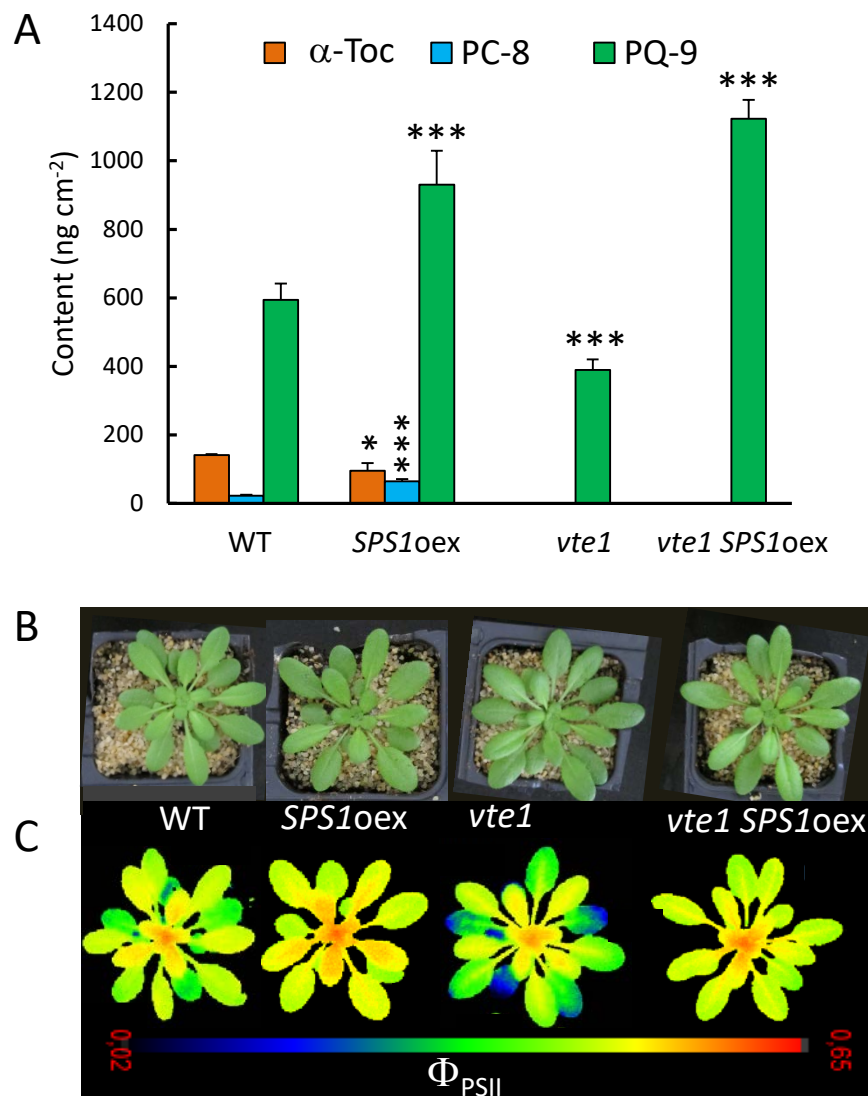 A
1400
1200
1000
800
600
400
200
0
Content (ng cm-2)
α-Toc PC-8 PQ-9
***
*
***
***
***
WT SPS1oex vte1 vte1 SPS1oex
B
WT SPS1oex vte1 vte1 SPS1oex
C
0,02 ΦPSII 0,65